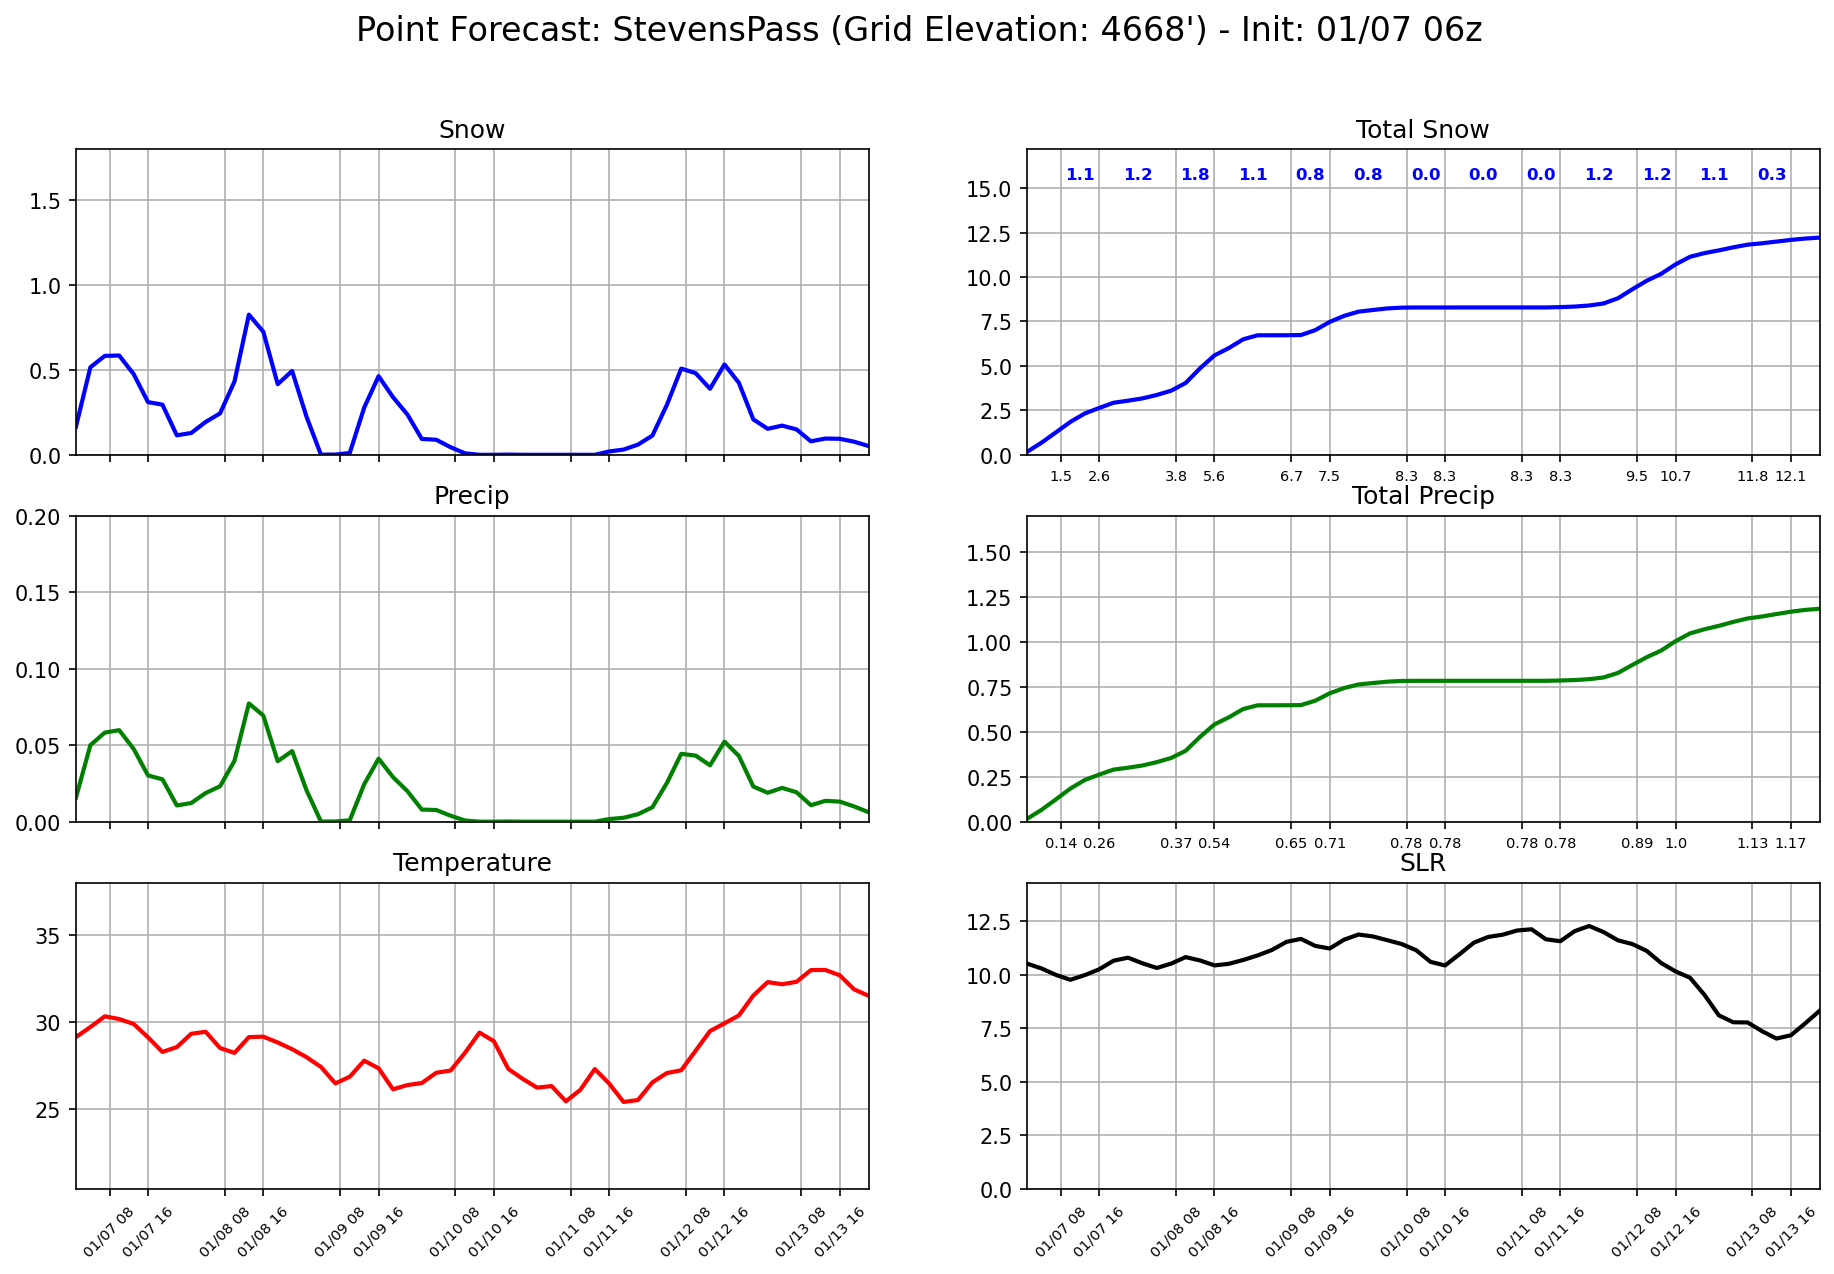 Point Forecast: StevensPass (Grid Elevation: 4668') - Init: 01/07 06z
Snow
1.5
1.0
0.5
0.0
Total Snow
1.1 1.2 1.8 1.1 0.8 0.8 0.0 0.0 0.0 1.2 1.2 1.1 0.3
15.0
12.5
10.0
7.5
5.0
2.5
0.0
1.5 2.6 3.8 5.6 6.7 7.5 8.3 8.3 8.3 8.3 9.5 10.7 11.8 12.1
Precip
0.20
0.15
0.10
0.05
0.00
Total Precip
1.50
1.25
1.00
0.75
0.50
0.25
0.00
0.14 0.26 0.37 0.54 0.65 0.71 0.78 0.78 0.78 0.78 0.89 1.0 1.13 1.17
Temperature
35
30
25
01/07 08 01/07 16 01/08 08 01/08 16 01/09 08 01/09 16 01/10 08 01/10 16 01/11 08 01/11 16 01/12 08 01/12 16 01/13 08 01/13 16
SLR
12.5
10.0
7.5
5.0
2.5
0.0
01/07 08 01/07 16 01/08 08 01/08 16 01/09 08 01/09 16 01/10 08 01/10 16 01/11 08 01/11 16 01/12 08 01/12 16 01/13 08 01/13 16